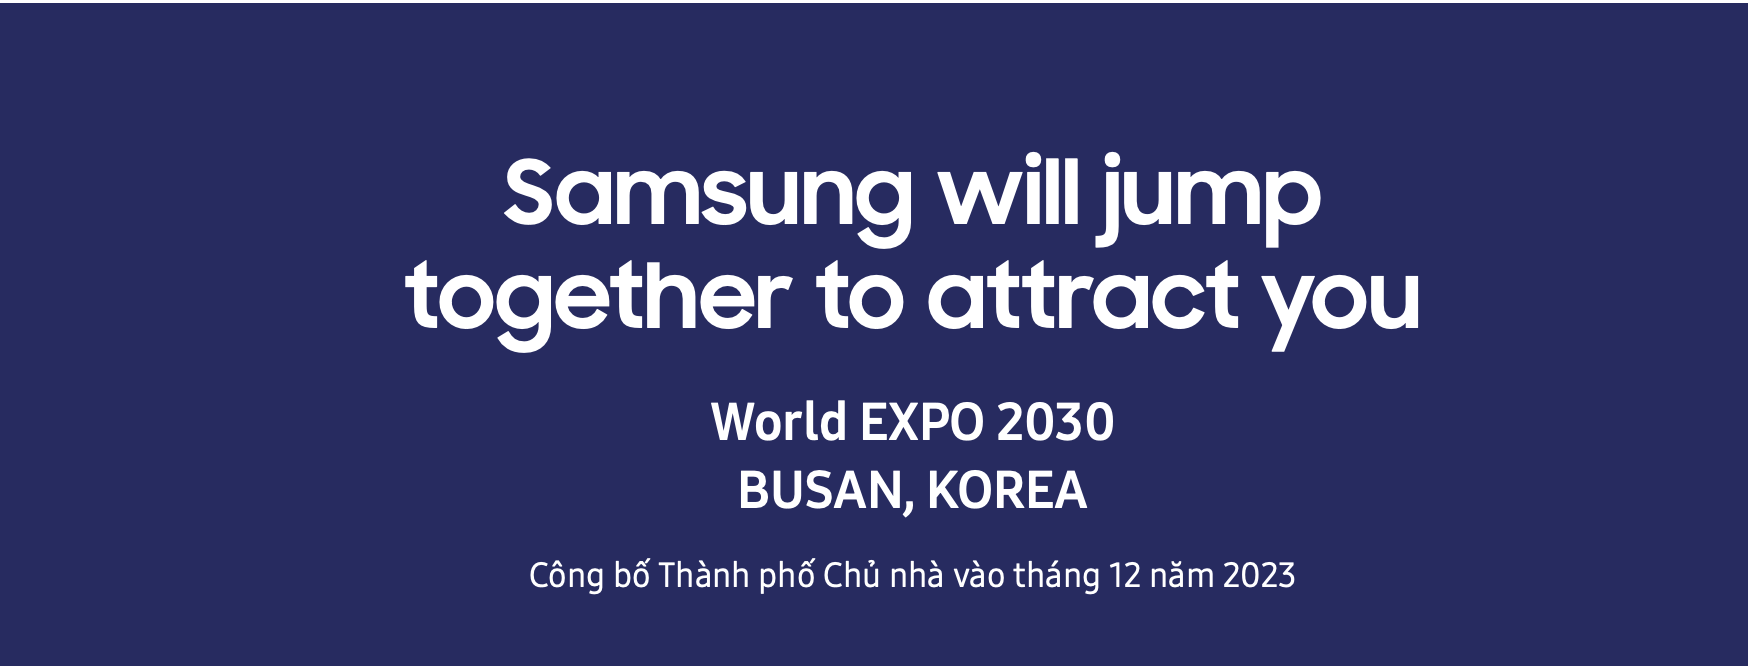 Samsung will jump
together to attract you
World EXPO 2030
BUSAN, KOREA
Công bố Thành phố Chủ nhà vào tháng 12 năm 2023